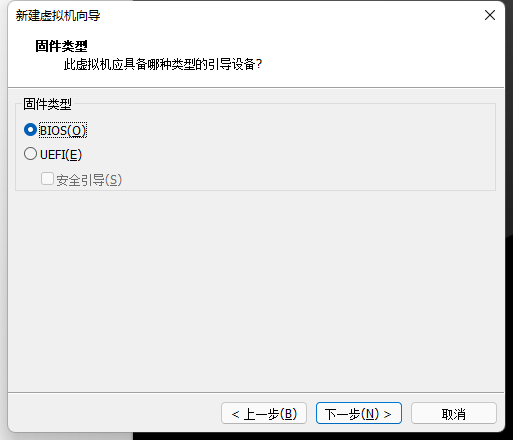 新建虚拟机向导
固件类型
此虚拟机应具备哪种类型的引导设备?
固件类型
BIOS(O)
UEFI(E)
安全引导(S)
< 上一步(B)
下一步(N) >
取消